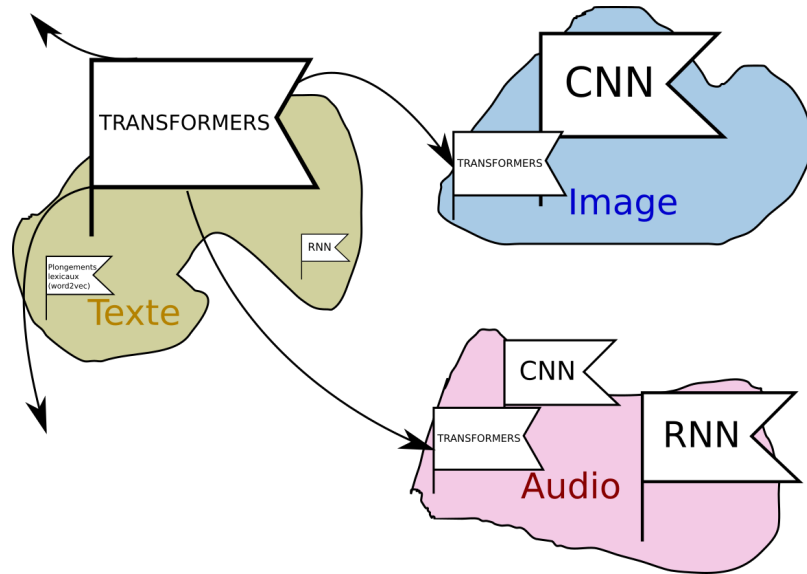 TRANSFORMERS
RNN
Plongements
lexicaux
(word2vec)
Texte
CNN
TRANSFORMERS
Image
CNN
TRANSFORMERS
RNN
Audio